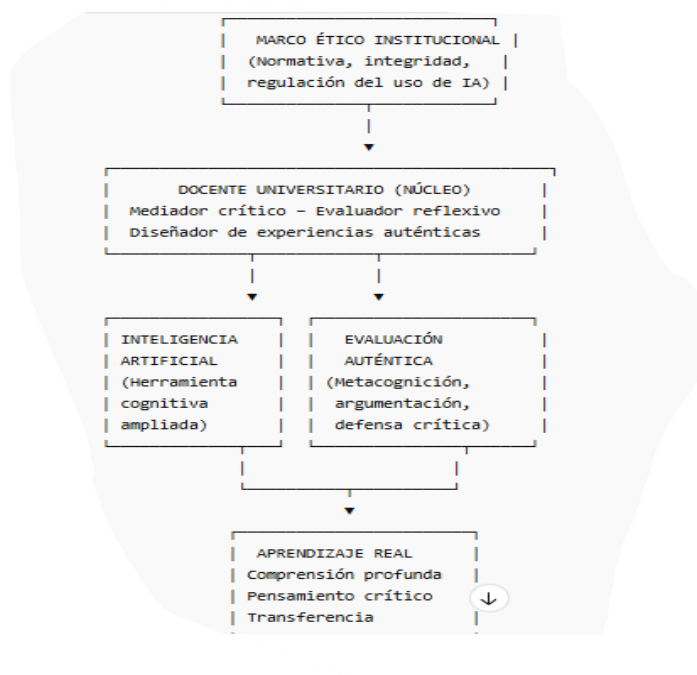 MARCO ÉTICO INSTITUCIONAL
(Normativa, integridad,
regulación del uso de IA)
DOCENTE UNIVERSITARIO (NÚCLEO)
Mediador crítico – Evaluador reflexivo
Diseñador de experiencias auténticas
INTELIGENCIA
ARTIFICIAL
(Herramienta
cognitiva
ampliada)
EVALUACIÓN
AUTÉNTICA
(Metacognición,
argumentación,
defensa crítica)
APRENDIZAJE REAL
Comprensión profunda
Pensamiento crítico
Transferencia